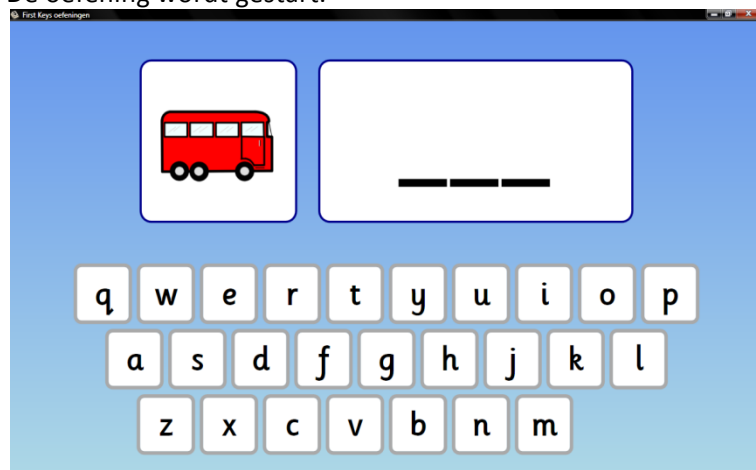 De oefening wordt gestart.
First Keys oefeningen
q w e r t y u i o p
a s d f g h j k l
z x c v b n m